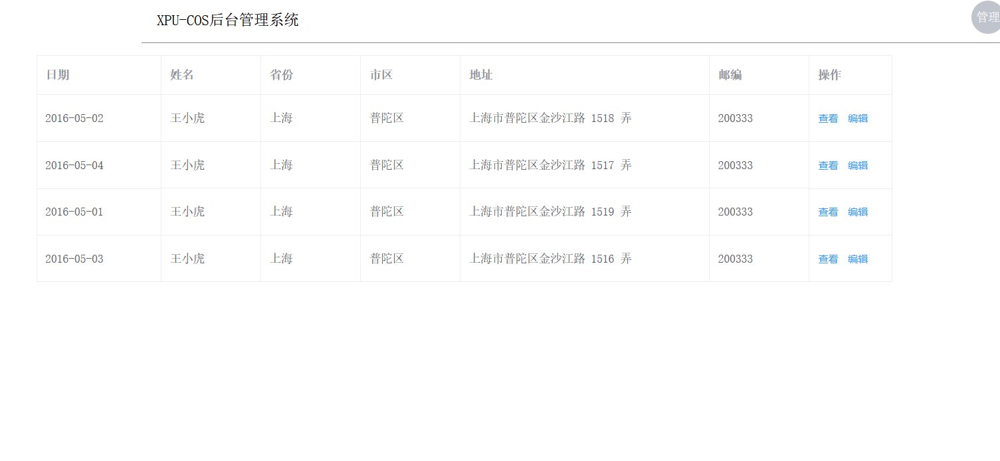 XPU-COS后台管理系统 管理
日期 姓名 省份 市区 地址 邮编 操作
2016-05-02 王小虎 上海 普陀区 上海市普陀区金沙江路 1518 弄 200333 查看 编辑
2016-05-04 王小虎 上海 普陀区 上海市普陀区金沙江路 1517 弄 200333 查看 编辑
2016-05-01 王小虎 上海 普陀区 上海市普陀区金沙江路 1519 弄 200333 查看 编辑
2016-05-03 王小虎 上海 普陀区 上海市普陀区金沙江路 1516 弄 200333 查看 编辑